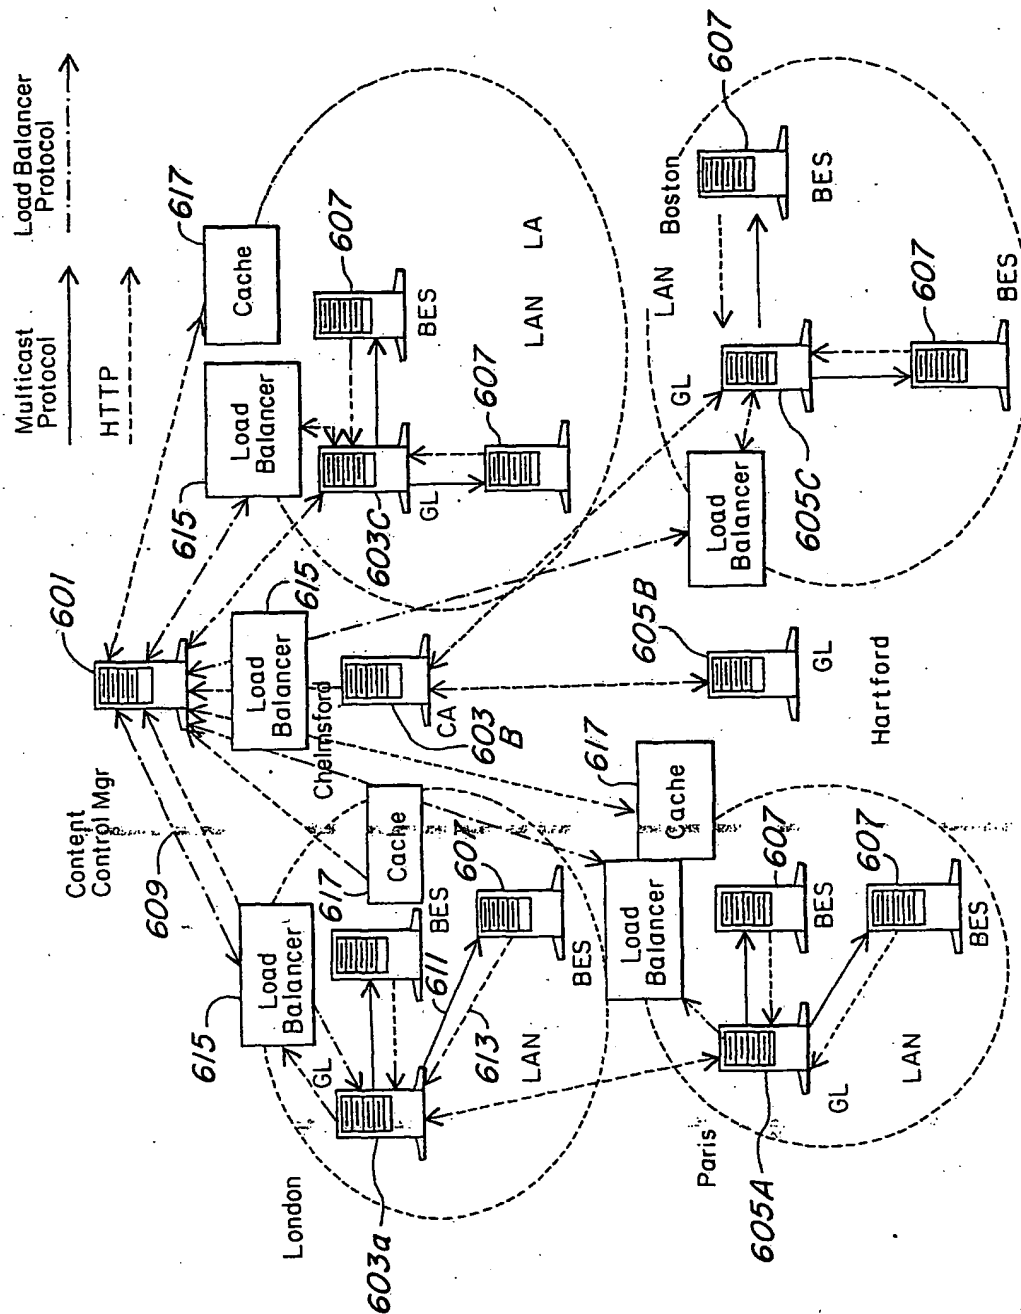 Multicast
Protocol
Load Balancer
Protocol
HTTP
Content
Control Mgr
601
609
615
Load
Balancer
615
Load
Balancer
Chelmsford
615
Load
Balancer
617
Cache
London
603a
GL
BES
607
BES
611
613
LAN
617
Cache
CA
603
B
603C
GL
607
BES
607
LAN
LA
Paris
605A
GL
LAN
Load
Balancer
617
Cache
607
BES
607
BES
Hartford
605B
GL
Load
Balancer
605C
GL
LAN
Boston
607
BES
607
BES